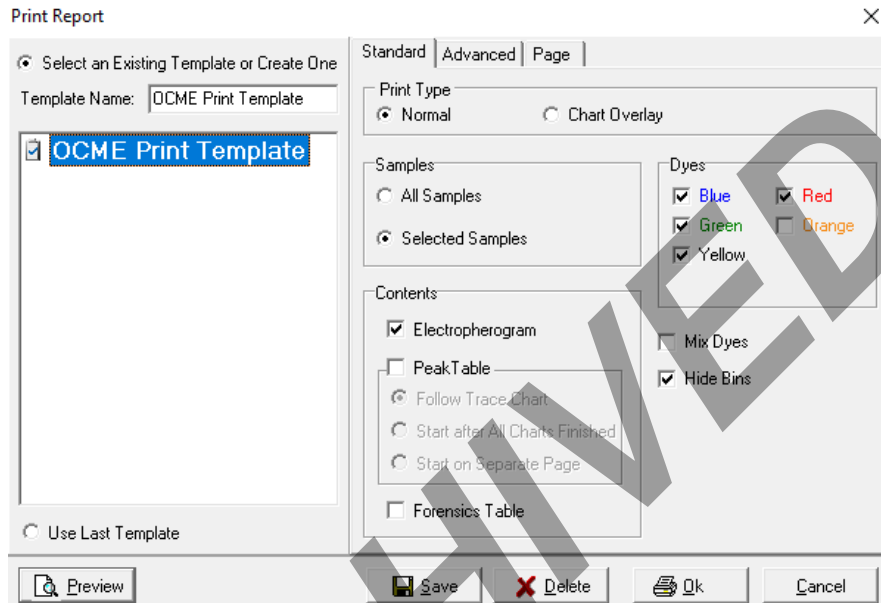 Print Report
Select an Existing Template or Create One
Template Name: OCME Print Template
OCME Print Template
Use Last Template
Standard Advanced Page
Print Type
Normal Chart Overlay
Samples
All Samples
Selected Samples
Dyes
Blue Red
Green Orange
Yellow
Contents
Electropherogram
PeakTable
Follow Trace Chart
Start after All Charts Finished
Start on Separate Page
Forensics Table
Mix Dyes
Hide Bins
Preview Save Delete Ok Cancel
HIVED